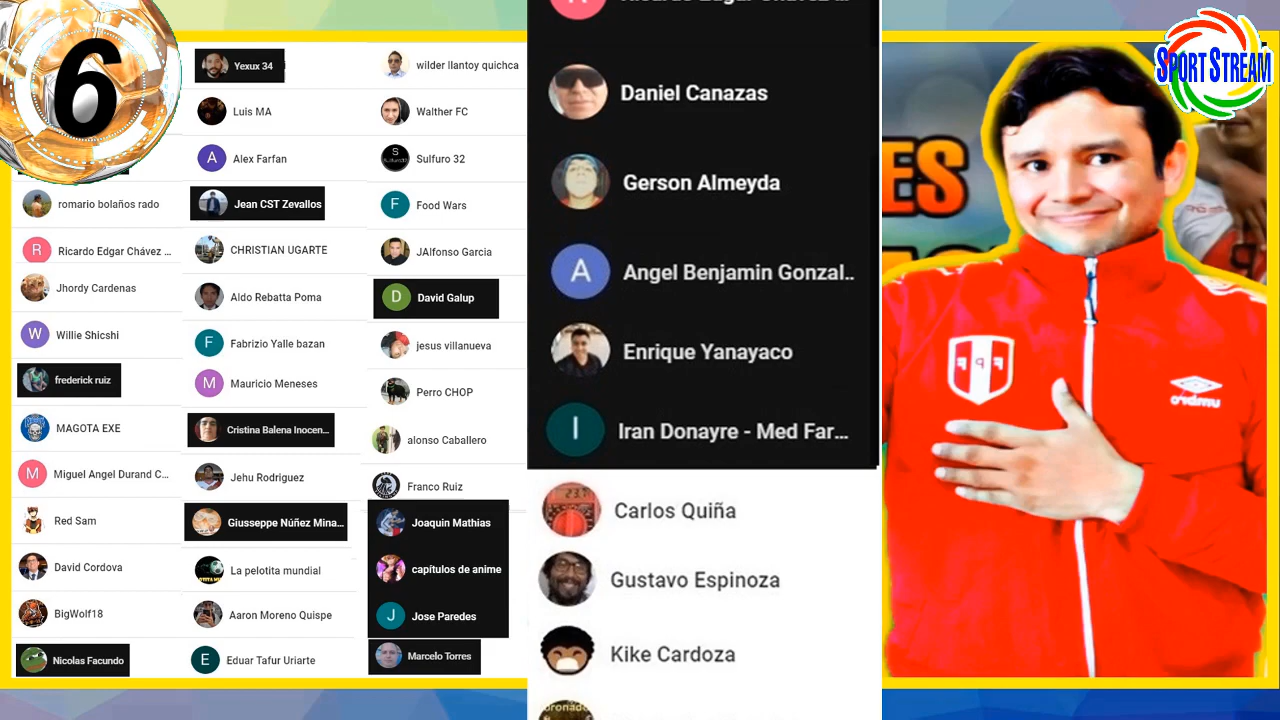 6
romario bolaños rado
Ricardo Edgar Chávez ...
Jhordy Cardenas
W
Willie Shicshi
frederick ruiz
MAGOTA EXE
M
Miguel Angel Durand C...
Red Sam
David Cordova
BigWolf18
Nicolas Facundo
Yexux 34
Luis MA
A
Alex Farfan
Jean CST Zevallos
CHRISTIAN UGARTE
Aldo Rebatta Poma
F
Fabrizio Yalle bazan
M
Mauricio Meneses
Cristina Balena Inocen...
Jehu Rodriguez
Giusseppe Núñez Mina...
La pelotita mundial
Aaron Moreno Quispe
E
Eduar Tafur Uriarte
wilder llantoy quichca
Walther FC
S
Sulfuro 32
F
Food Wars
JAlfonso Garcia
D
David Galup
jesus villanueva
Perro CHOP
alonso Caballero
Franco Ruiz
Joaquin Mathias
capítulos de anime
J
Jose Paredes
Marcelo Torres
Daniel Canazas
Gerson Almeyda
A
Angel Benjamin Gonzal..
Enrique Yanayaco
I
Iran Donayre - Med Far...
Carlos Quiña
Gustavo Espinoza
Kike Cardoza
SPORT STREAM
ES
FPF
umbro